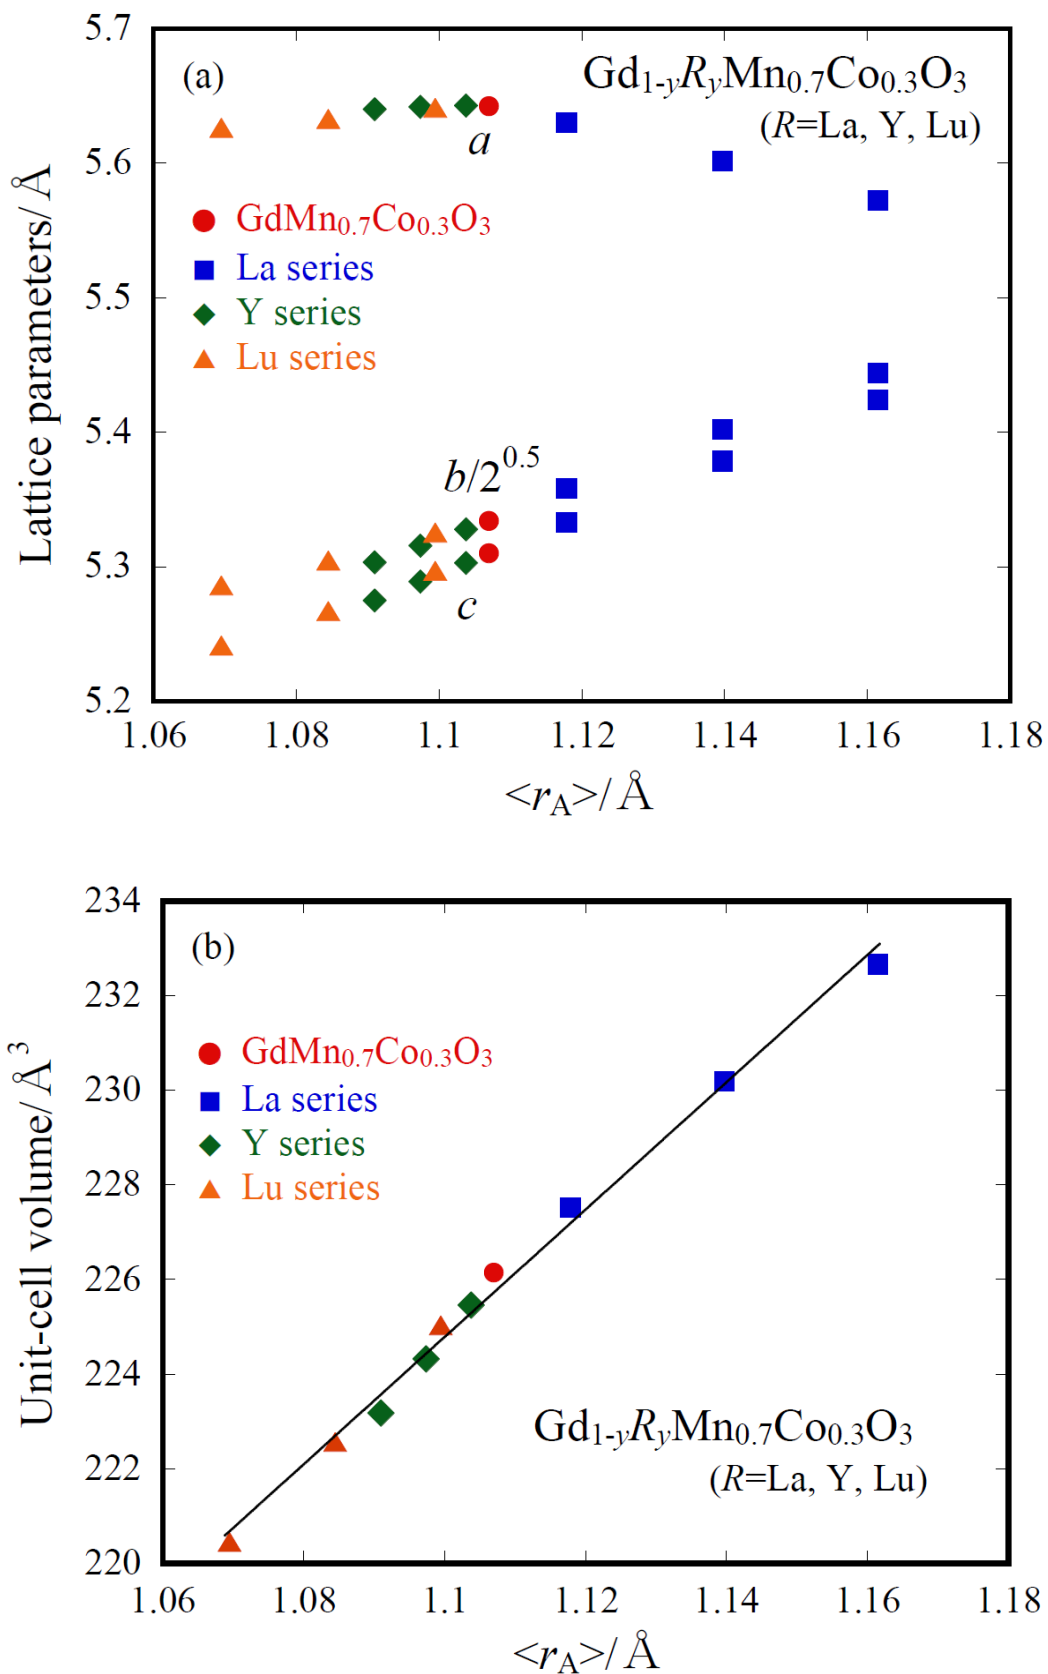 5.7
(a)
Gd1-yRyMn0.7Co0.3O3
(R=La, Y, Lu)
a
5.6
GdMn0.7Co0.3O3
La series
Y series
Lu series
5.5
5.4
b/2^0.5
5.3
c
5.2
Lattice parameters/ Å
1.06 1.08 1.1 1.12 1.14 1.16 1.18
<rA>/ Å
234
(b)
232
GdMn0.7Co0.3O3
La series
Y series
Lu series
230
228
226
224
Gd1-yRyMn0.7Co0.3O3
(R=La, Y, Lu)
222
220
Unit-cell volume/ Å^3
1.06 1.08 1.1 1.12 1.14 1.16 1.18
<rA>/ Å